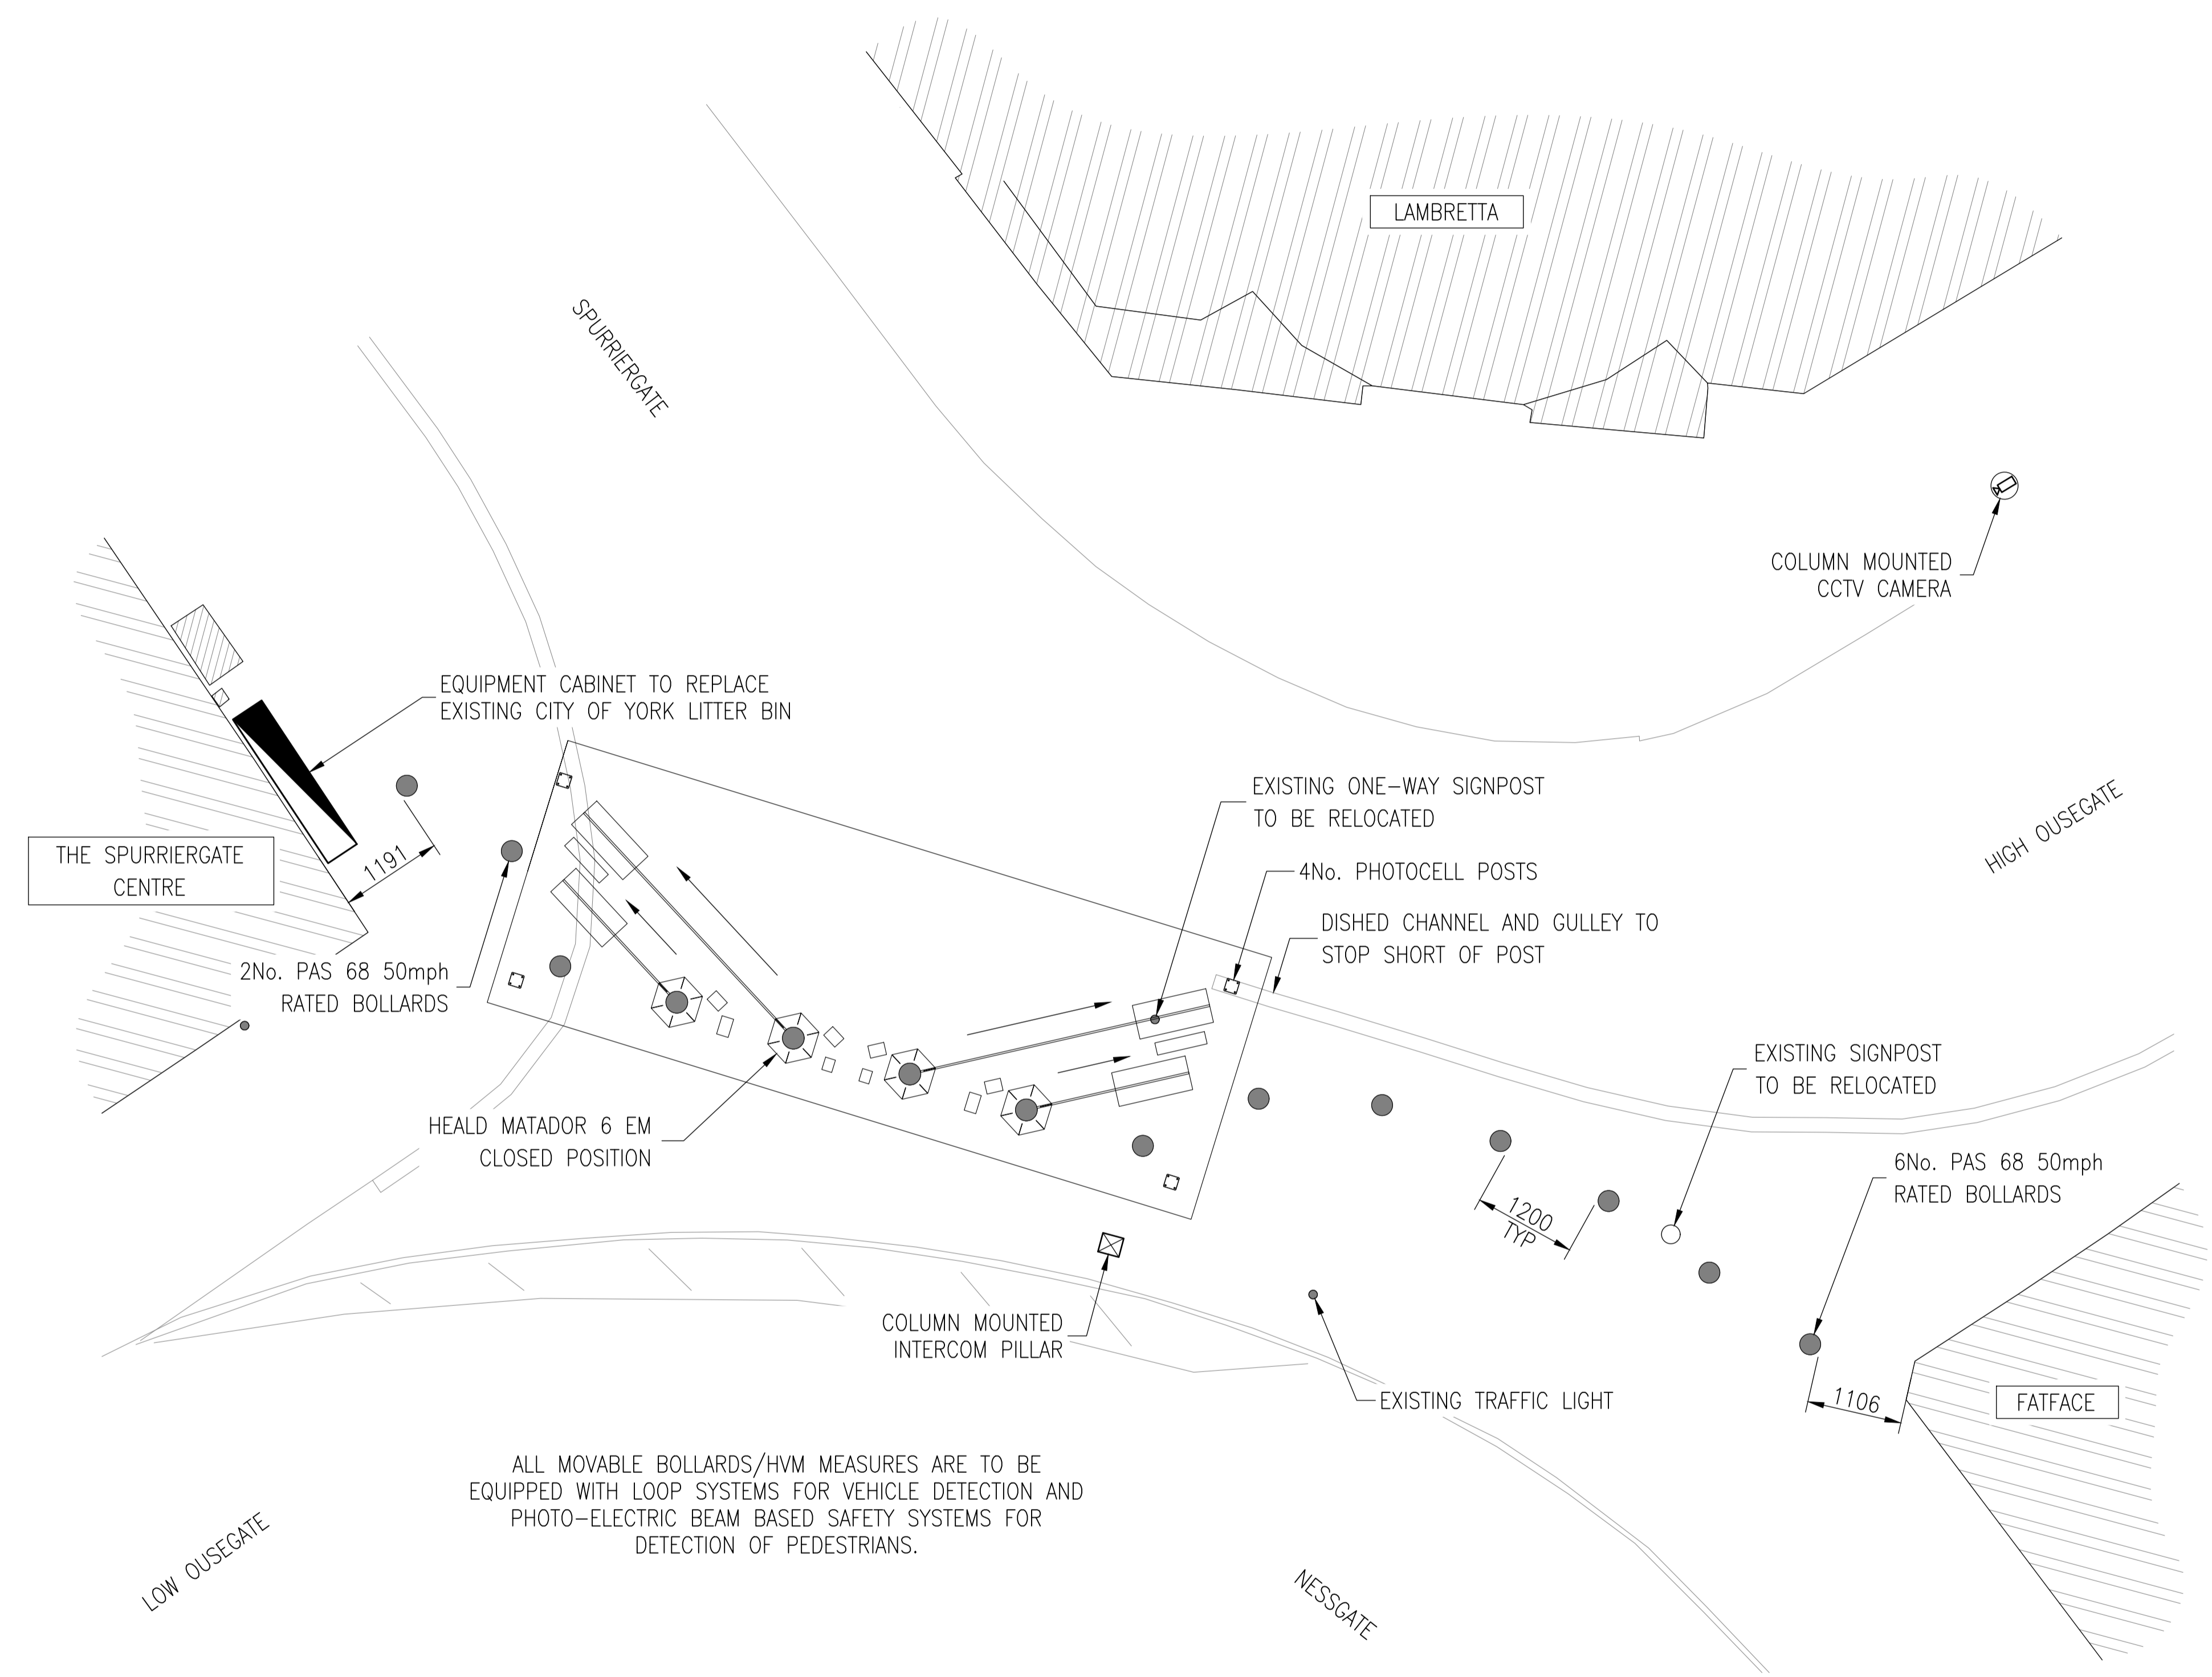 LAMBRETTA
SPURRIERGATE
COLUMN MOUNTED
CCTV CAMERA
EQUIPMENT CABINET TO REPLACE
EXISTING CITY OF YORK LITTER BIN
EXISTING ONE-WAY SIGNPOST
TO BE RELOCATED
HIGH OUSEGATE
THE SPURRIERGATE
CENTRE
1191
4No. PHOTOCELL POSTS
DISHED CHANNEL AND GULLEY TO
STOP SHORT OF POST
2No. PAS 68 50mph
RATED BOLLARDS
EXISTING SIGNPOST
TO BE RELOCATED
HEALD MATADOR 6 EM
CLOSED POSITION
6No. PAS 68 50mph
RATED BOLLARDS
1200
TYP
COLUMN MOUNTED
INTERCOM PILLAR
EXISTING TRAFFIC LIGHT
1106
FATFACE
ALL MOVABLE BOLLARDS/HVM MEASURES ARE TO BE
EQUIPPED WITH LOOP SYSTEMS FOR VEHICLE DETECTION AND
PHOTO-ELECTRIC BEAM BASED SAFETY SYSTEMS FOR
DETECTION OF PEDESTRIANS.
LOW OUSEGATE
NESSGATE